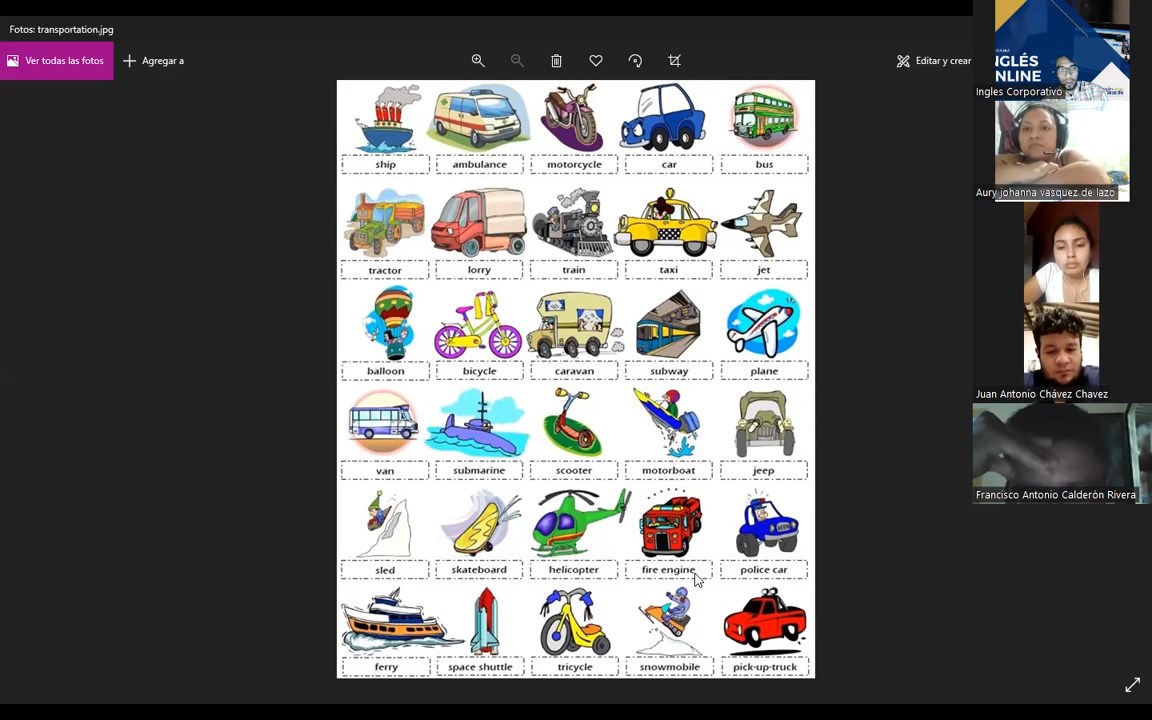 Fotos: transportation.jpg
Ver todas las fotos
Agregar a
Editar y crear
NGLÉS
NLINE
Ingles Corporativo
Aury johanna vasquez de lazo
Juan Antonio Chávez Chavez
Francisco Antonio Calderòn Rivera
ship ambulance motorcycle car bus
tractor lorry train taxi jet
balloon bicycle caravan subway plane
van submarine scooter motorboat jeep
sled skateboard helicopter fire engine police car
ferry space shuttle tricycle snowmobile pick-up-truck